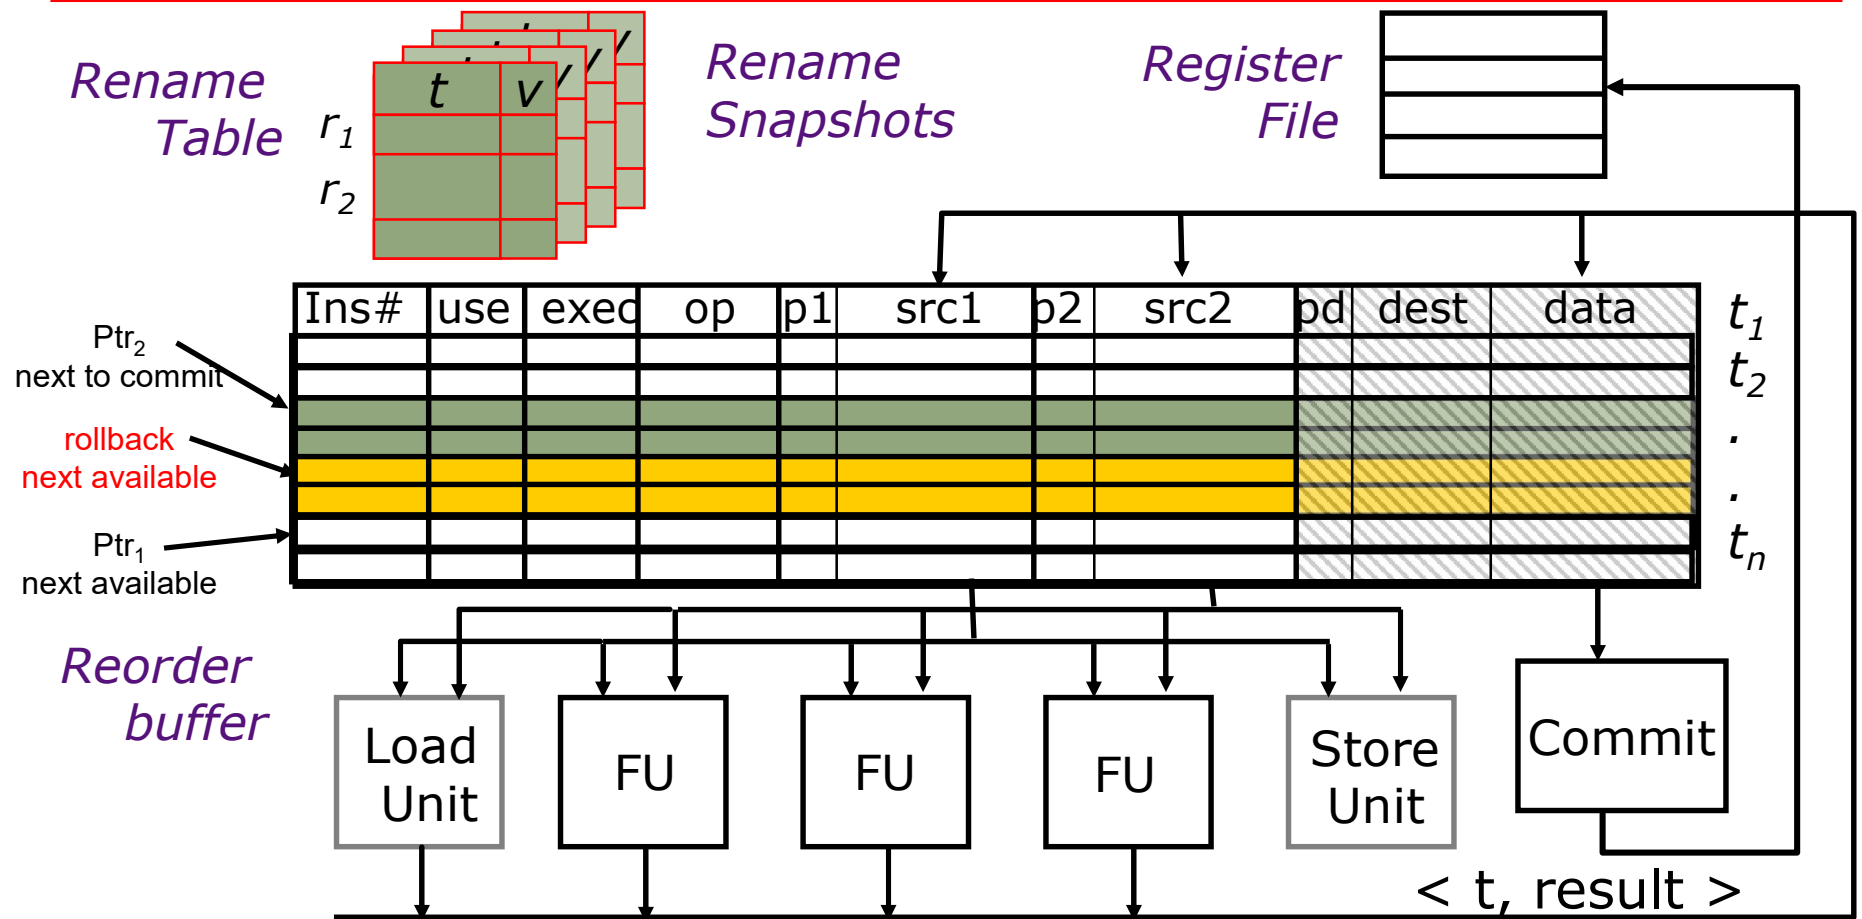 Rename
Table
t v
r1
r2
Rename
Snapshots
Register
File
Ins# use exec op p1 src1 p2 src2 pd dest data
t1
t2
.
.
tn
Ptr2
next to commit
rollback
next available
Ptr1
next available
Reorder
buffer
Load
Unit
FU
FU
FU
Store
Unit
Commit
< t, result >